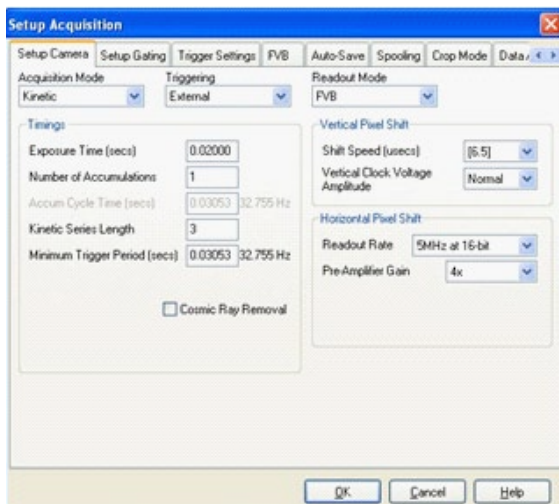 Setup Acquisition
Setup Camera Setup Gating Trigger Settings FVB Auto-Save Spooling Crop Mode Data
Acquisition Mode Triggering Readout Mode
Kinetic External FVB
Timings
Exposure Time (secs) 0.02000
Number of Accumulations 1
Accum Cycle Time (secs) 0.03053 32.755 Hz
Kinetic Series Length 3
Minimum Trigger Period (secs) 0.03053 32.755 Hz
Cosmic Ray Removal
Vertical Pixel Shift
Shift Speed (usecs) [6.5]
Vertical Clock Voltage
Amplitude Normal
Horizontal Pixel Shift
Readout Rate 5MHz at 16-bit
Pre-Amplifier Gain 4x
OK Cancel Help